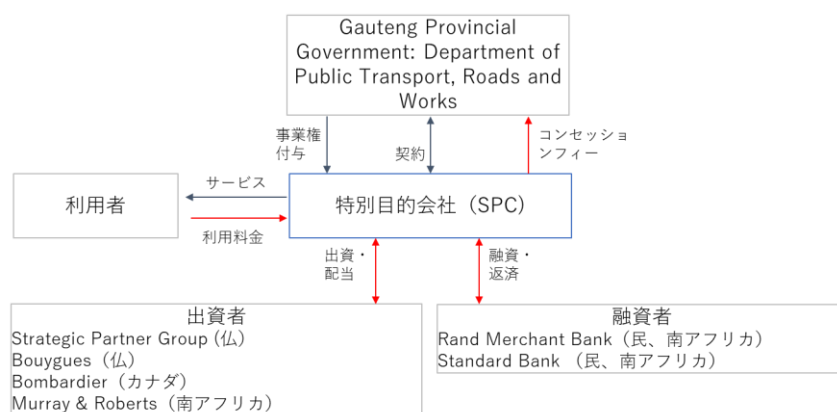 Gauteng Provincial
Government: Department of
Public Transport, Roads and
Works
事業権
付与
契約
コンセッショ
ンフィー
サービス
利用者
特別目的会社（SPC）
利用料金
出資・
配当
融資・
返済
出資者
Strategic Partner Group (仏)
Bouygues（仏）
Bombardier（カナダ）
Murray & Roberts（南アフリカ）
融資者
Rand Merchant Bank（民、南アフリカ）
Standard Bank （民、南アフリカ）